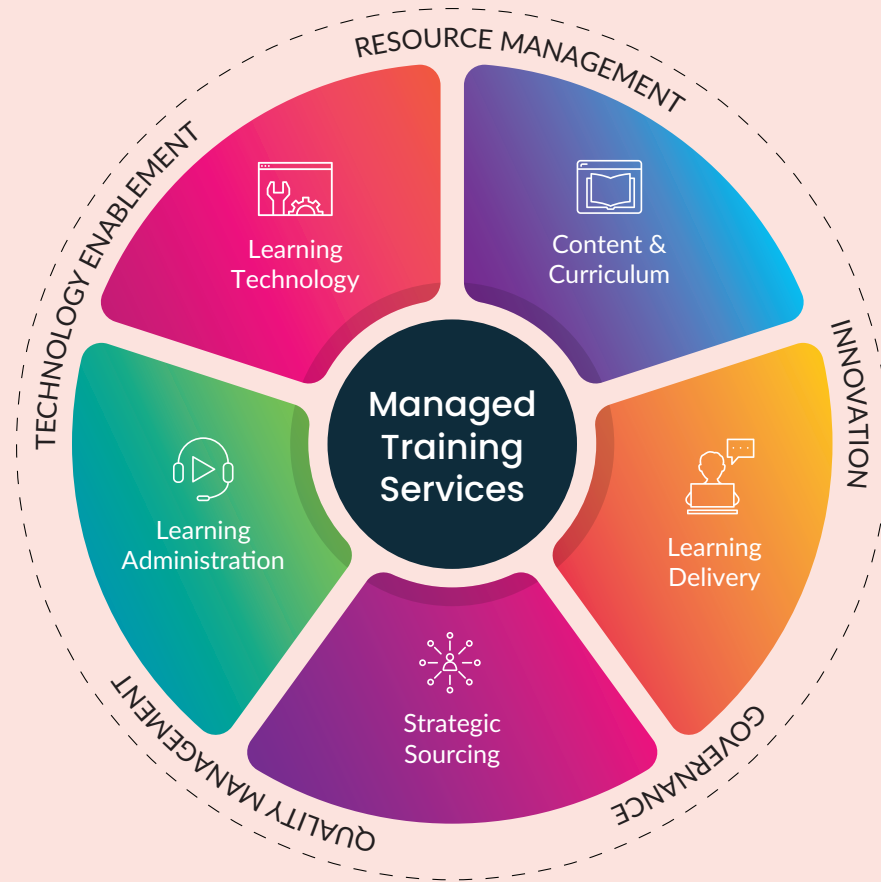 RESOURCE MANAGEMENT
INNOVATION
GOVERNANCE
QUALITY MANAGEMENT
TECHNOLOGY ENABLEMENT
Learning
Technology
Content &
Curriculum
Learning
Delivery
Strategic
Sourcing
Learning
Administration
Managed
Training
Services